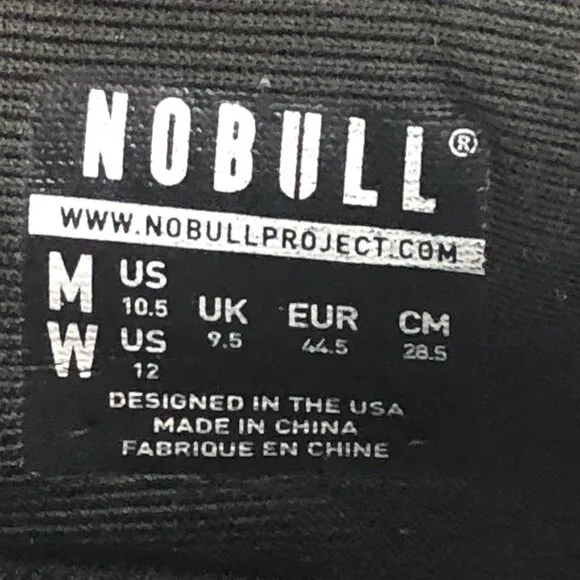 NOBULL®
WWW.NOBULLPROJECT.COM
M US 10.5 UK 9.5 EUR 44.5 CM 28.5
W US 12
DESIGNED IN THE USA
MADE IN CHINA
FABRIQUE EN CHINE